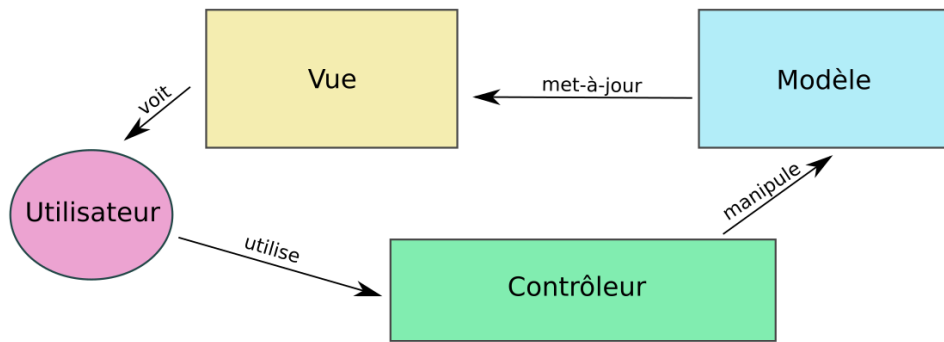 Vue
met-à-jour
Modèle
voit
Utilisateur
utilise
manipule
Contrôleur